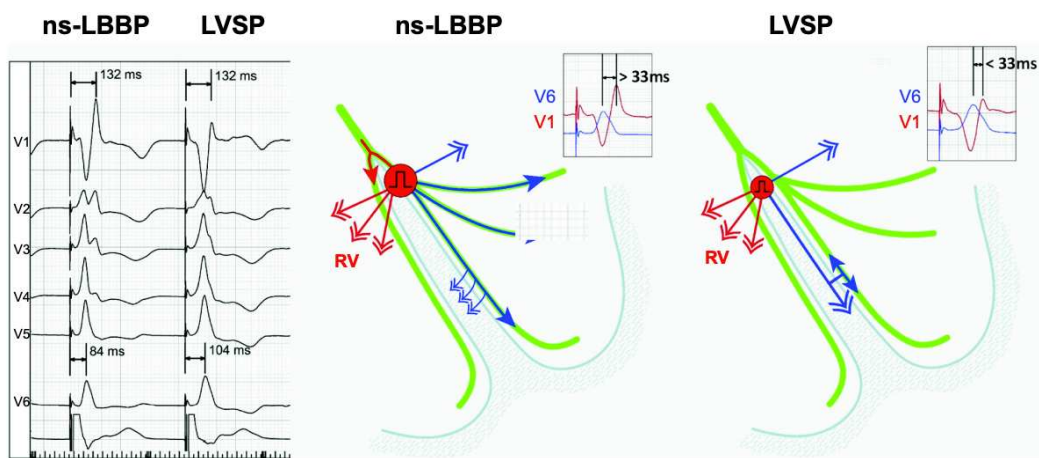 ns-LBBP LVSP
132 ms 132 ms
V1
V2
V3
V4
V5
84 ms 104 ms
V6
ns-LBBP
> 33ms
V6
V1
RV
LVSP
< 33ms
V6
V1
RV